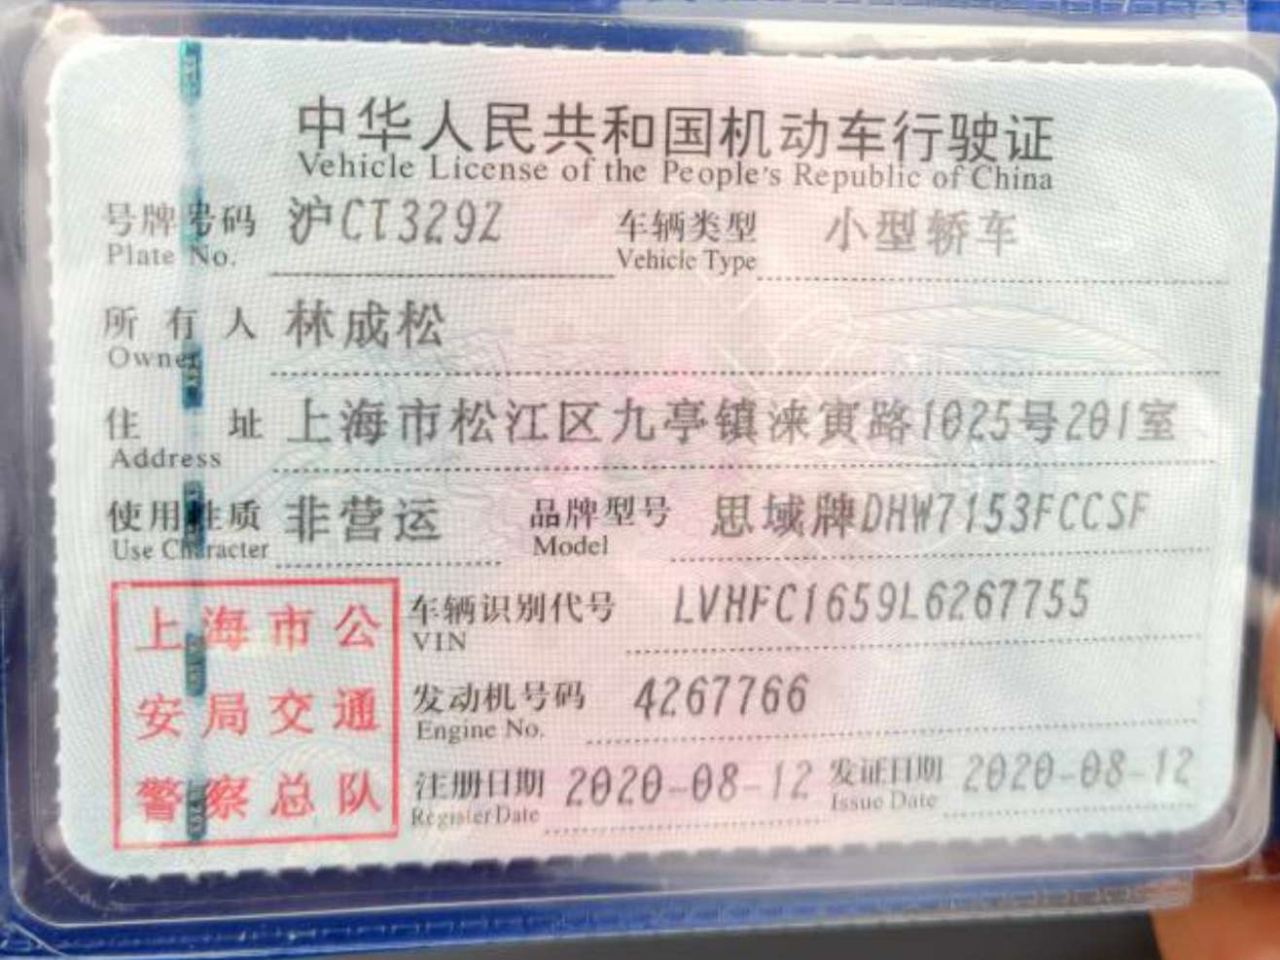 中华人民共和国机动车行驶证
Vehicle License of the People's Republic of China
号牌号码 沪CT329Z 车辆类型 小型轿车
Plate No. Vehicle Type
所有人 林成松
Owner
住址 上海市松江区九亭镇涞寅路1025号201室
Address
使用性质 非营运 品牌型号 思域牌DHW7153FCCSF
Use Character Model
上海市公
安局交通
警察总队
车辆识别代号 LVHFC1659L6267755
VIN
发动机号码 4267766
Engine No.
注册日期 2020-08-12 发证日期 2020-08-12
Register Date Issue Date